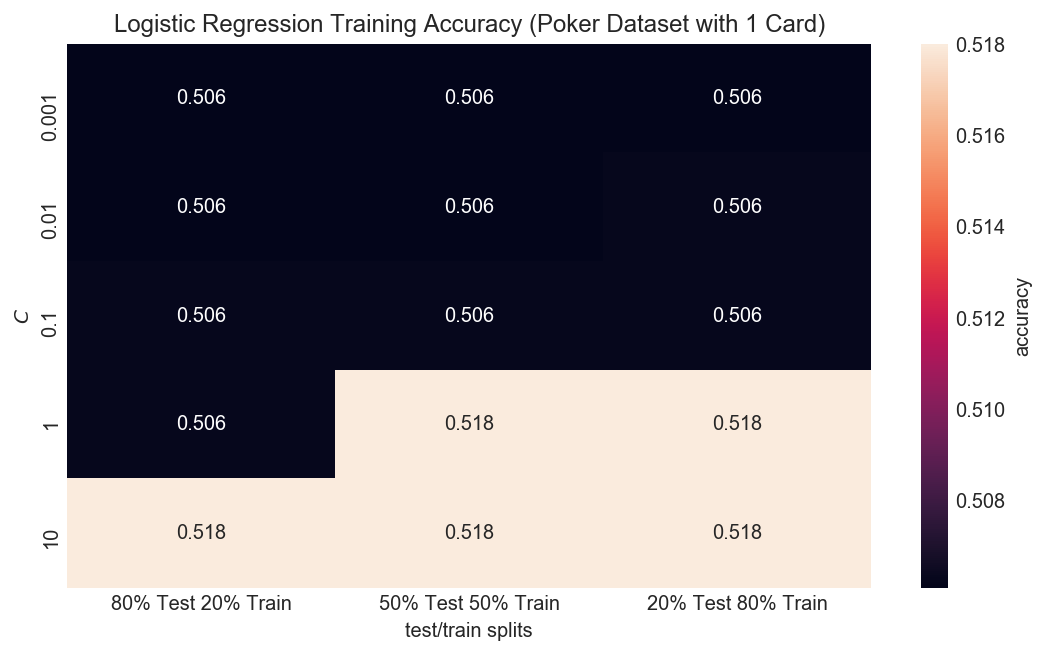 Logistic Regression Training Accuracy (Poker Dataset with 1 Card)
0.001
0.506 0.506 0.506
0.01
0.506 0.506 0.506
0.1
0.506 0.506 0.506
1
0.506 0.518 0.518
10
0.518 0.518 0.518
C
80% Test 20% Train 50% Test 50% Train 20% Test 80% Train
test/train splits
0.518
0.516
0.514
0.512
0.510
0.508
accuracy